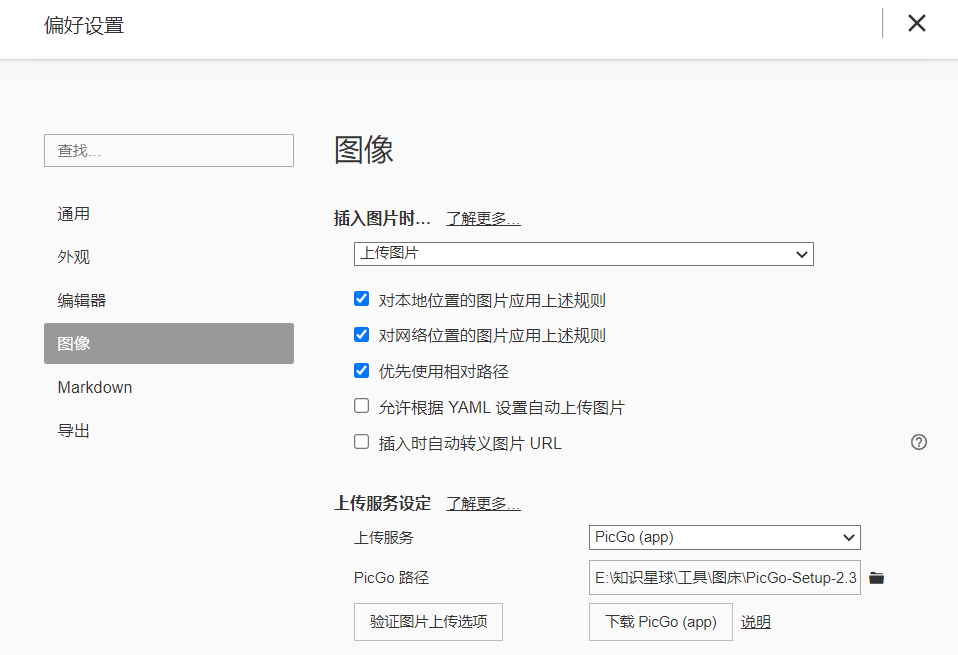 偏好设置
查找...
通用
外观
编辑器
图像
Markdown
导出
图像
插入图片时... 了解更多...
上传图片
对本地位置的图片应用上述规则
对网络位置的图片应用上述规则
优先使用相对路径
允许根据 YAML 设置自动上传图片
插入时自动转义图片 URL
上传服务设定 了解更多...
上传服务 PicGo (app)
PicGo 路径 E:\知识星球\工具\图床\PicGo-Setup-2.3
验证图片上传选项 下载 PicGo (app) 说明